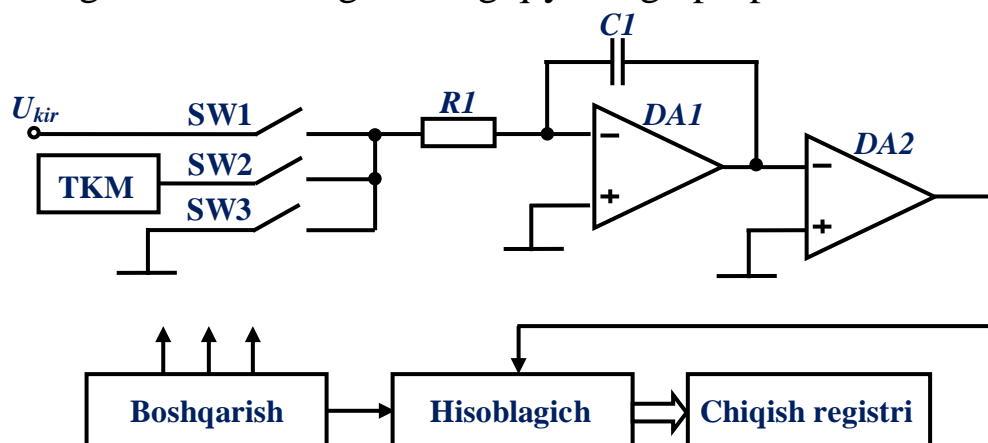 C1
U_kir
SW1
R1
DA1
DA2
TKM
SW2
SW3
Boshqarish
Hisoblagich
Chiqish registri